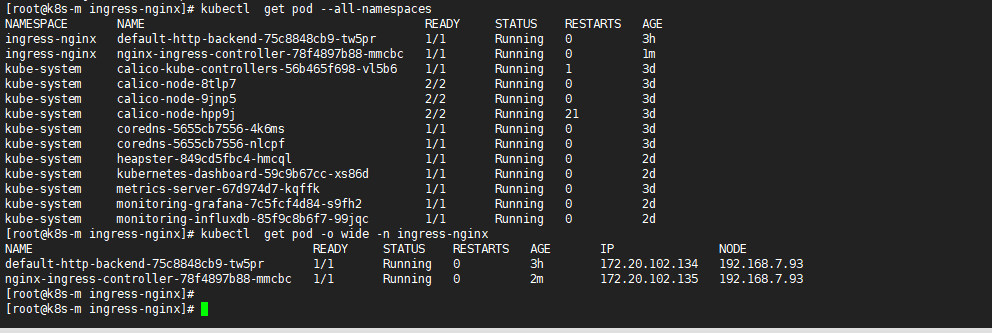 [root@k8s-m ingress-nginx]# kubectl  get pod --all-namespaces
NAMESPACE       NAME                                        READY     STATUS    RESTARTS   AGE
ingress-nginx   default-http-backend-75c8848cb9-tw5pr       1/1       Running   0          3h
ingress-nginx   nginx-ingress-controller-78f4897b88-mmcbc   1/1       Running   0          1m
kube-system     calico-kube-controllers-56b465f698-vl5b6    1/1       Running   1          3d
kube-system     calico-node-8tlp7                           2/2       Running   0          3d
kube-system     calico-node-9jnp5                           2/2       Running   0          3d
kube-system     calico-node-hpp9j                           2/2       Running   21         3d
kube-system     coredns-5655cb7556-4k6ms                    1/1       Running   0          3d
kube-system     coredns-5655cb7556-nlcpf                    1/1       Running   0          3d
kube-system     heapster-849cd5fbc4-hmcql                   1/1       Running   0          2d
kube-system     kubernetes-dashboard-59c9b67cc-xs86d        1/1       Running   0          2d
kube-system     metrics-server-67d974d7-kqffk               1/1       Running   0          3d
kube-system     monitoring-grafana-7c5fcf4d84-s9fh2         1/1       Running   0          2d
kube-system     monitoring-influxdb-85f9c8b6f7-99jqc        1/1       Running   0          2d
[root@k8s-m ingress-nginx]# kubectl  get pod -o wide -n ingress-nginx
NAME                                        READY     STATUS    RESTARTS   AGE       IP               NODE
default-http-backend-75c8848cb9-tw5pr       1/1       Running   0          3h        172.20.102.134   192.168.7.93
nginx-ingress-controller-78f4897b88-mmcbc   1/1       Running   0          2m        172.20.102.135   192.168.7.93
[root@k8s-m ingress-nginx]#
[root@k8s-m ingress-nginx]#